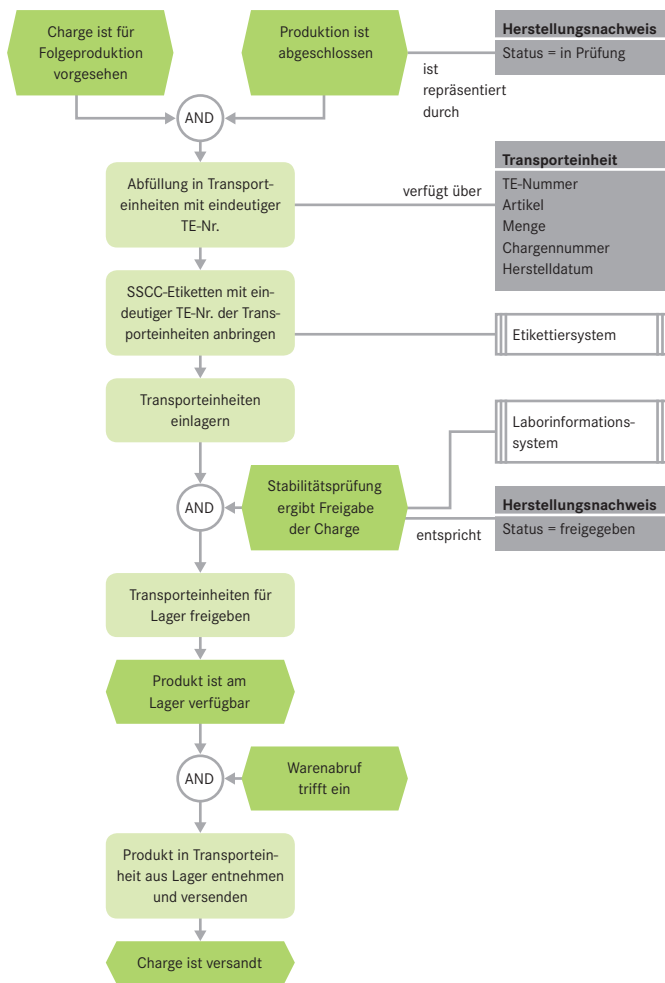 Charge ist für
Folgeproduktion
vorgesehen
Produktion ist
abgeschlossen
Herstellungsnachweis
Status = in Prüfung
ist
repräsentiert
durch
AND
Abfüllung in Transport-
einheiten mit eindeutiger
TE-Nr.
verfügt über
Transporteinheit
TE-Nummer
Artikel
Menge
Chargennummer
Herstelldatum
SSCC-Etiketten mit ein-
deutiger TE-Nr. der Trans-
porteinheiten anbringen
Etikettiersystem
Transporteinheiten
einlagern
Laborinformations-
system
AND
Stabilitätsprüfung
ergibt Freigabe
der Charge
entspricht
Herstellungsnachweis
Status = freigegeben
Transporteinheiten für
Lager freigeben
Produkt ist am
Lager verfügbar
AND
Warenabruf
trifft ein
Produkt in Transportein-
heit aus Lager entnehmen
und versenden
Charge ist versandt